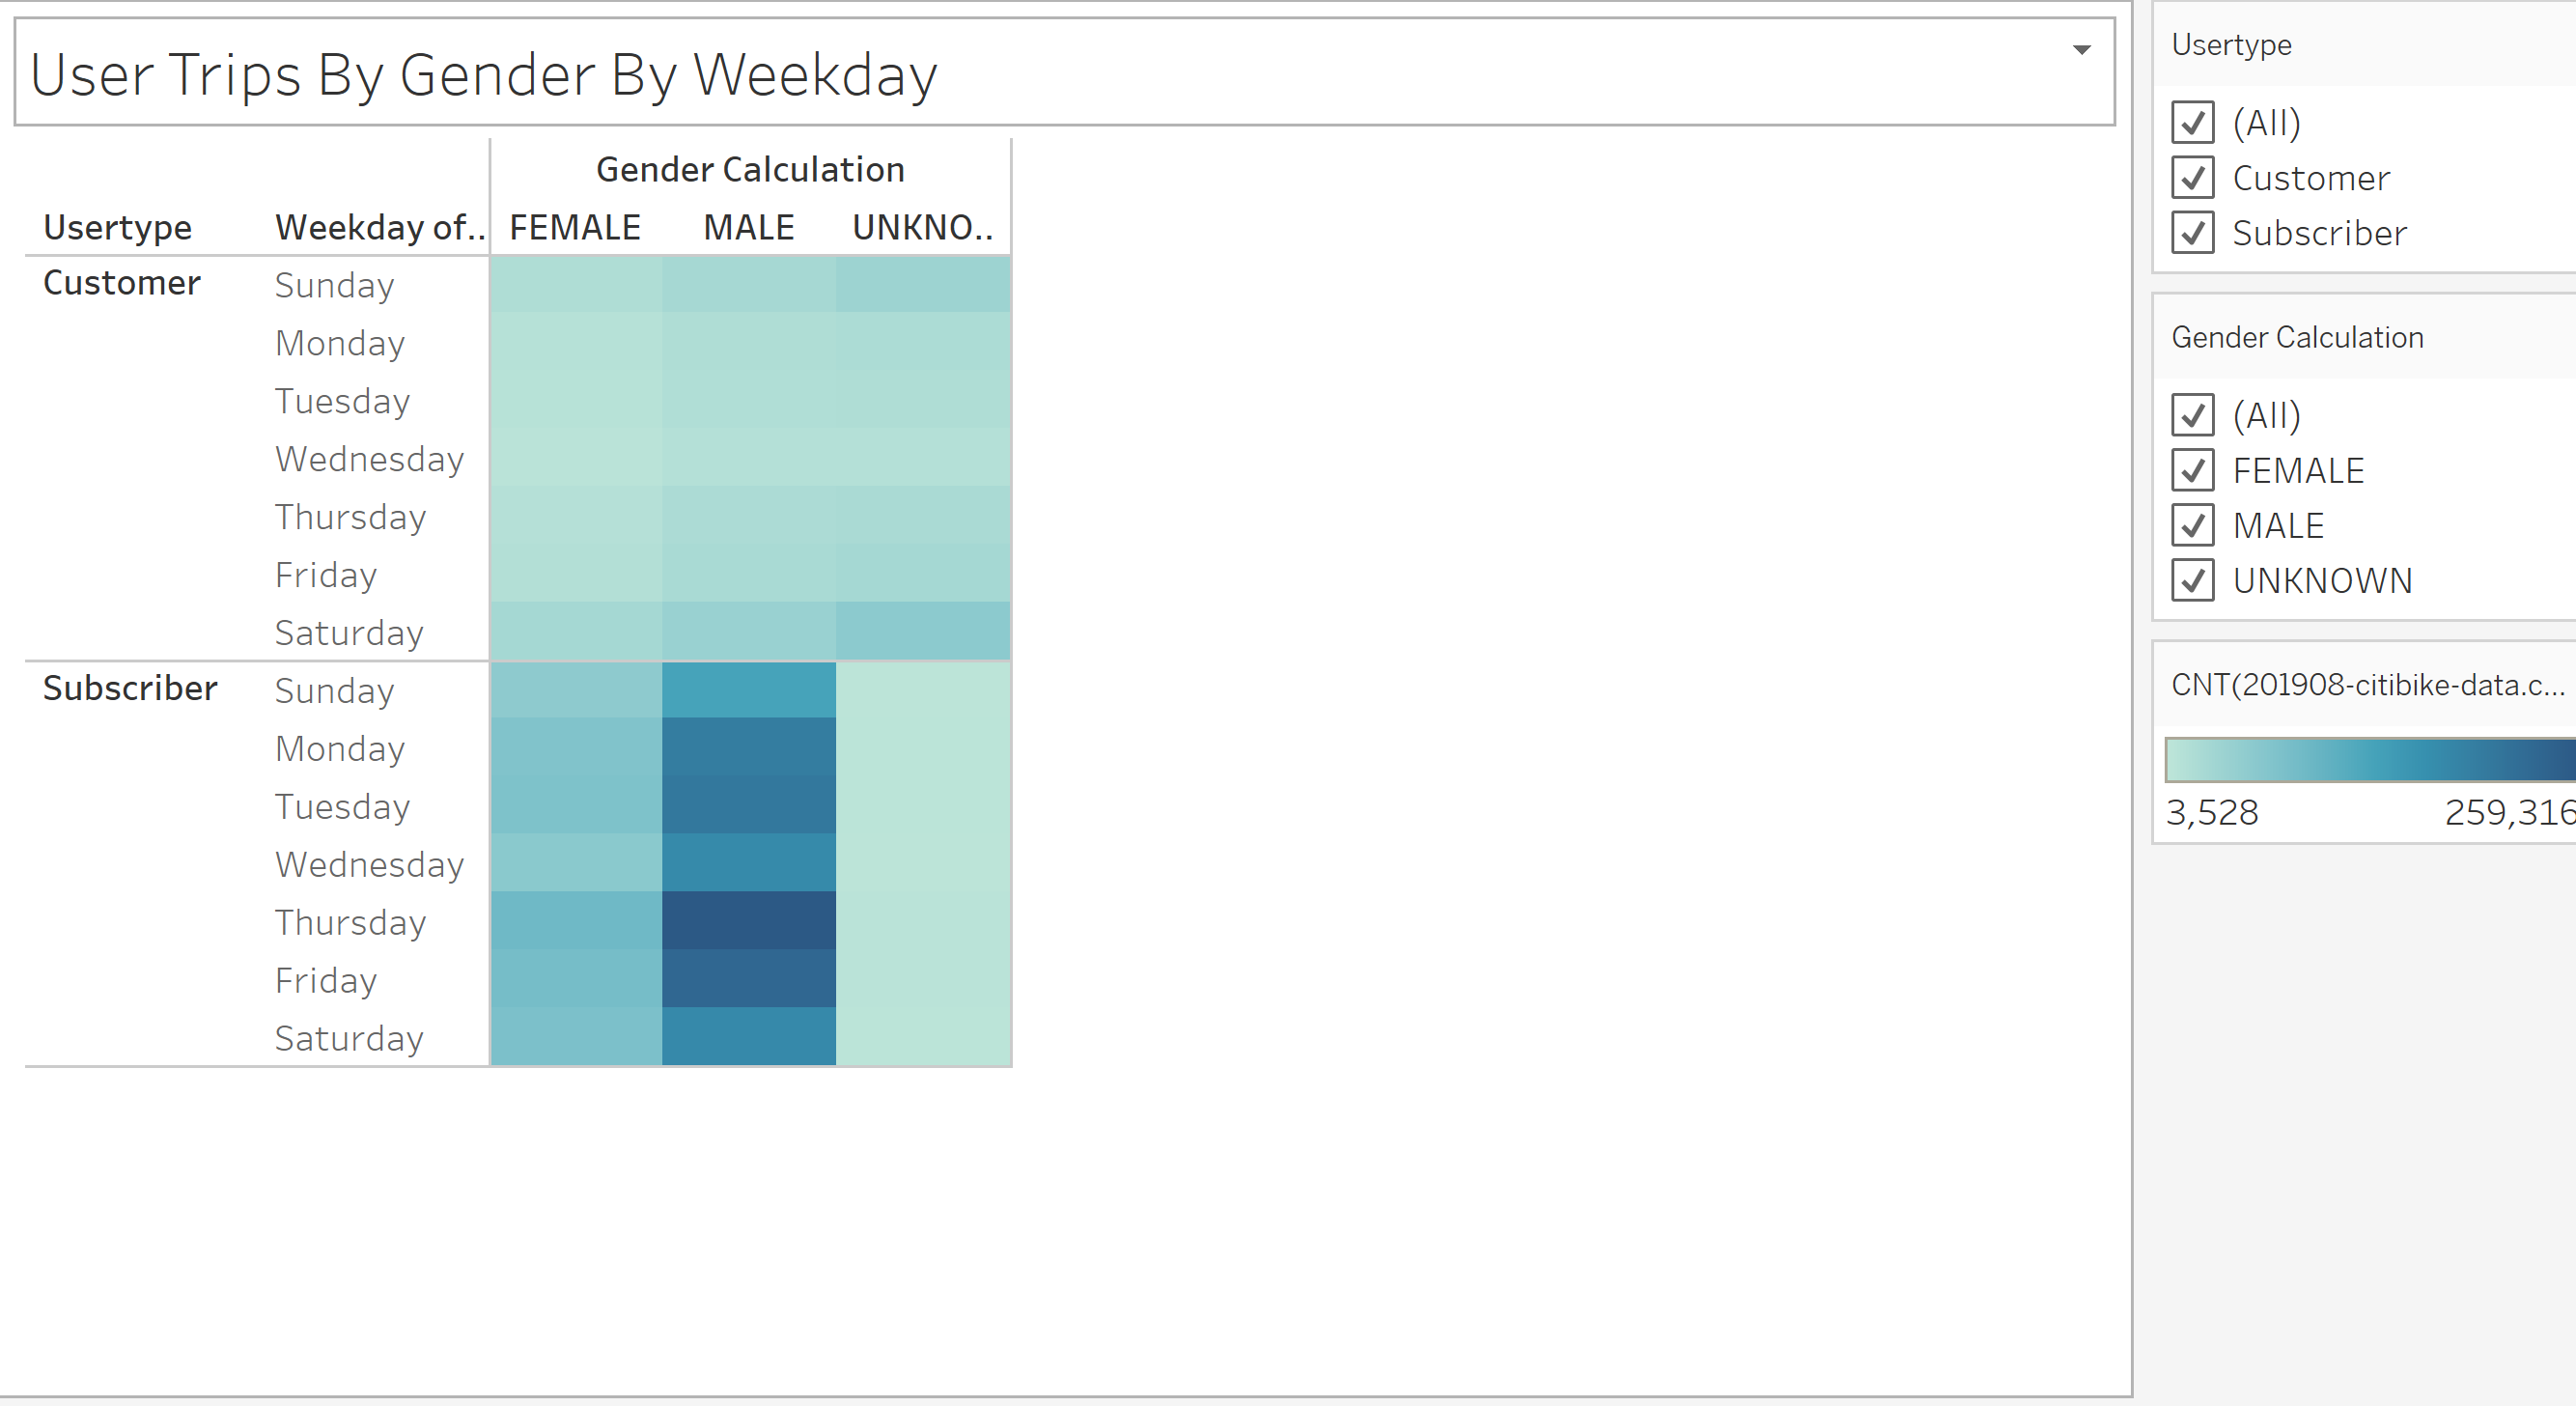 User Trips By Gender By Weekday
Gender Calculation
Usertype Weekday of.. FEMALE MALE UNKNO..
Customer Sunday
Monday
Tuesday
Wednesday
Thursday
Friday
Saturday
Subscriber Sunday
Monday
Tuesday
Wednesday
Thursday
Friday
Saturday
Usertype
(All)
Customer
Subscriber
Gender Calculation
(All)
FEMALE
MALE
UNKNOWN
CNT(201908-citibike-data.c...
3,528 259,316